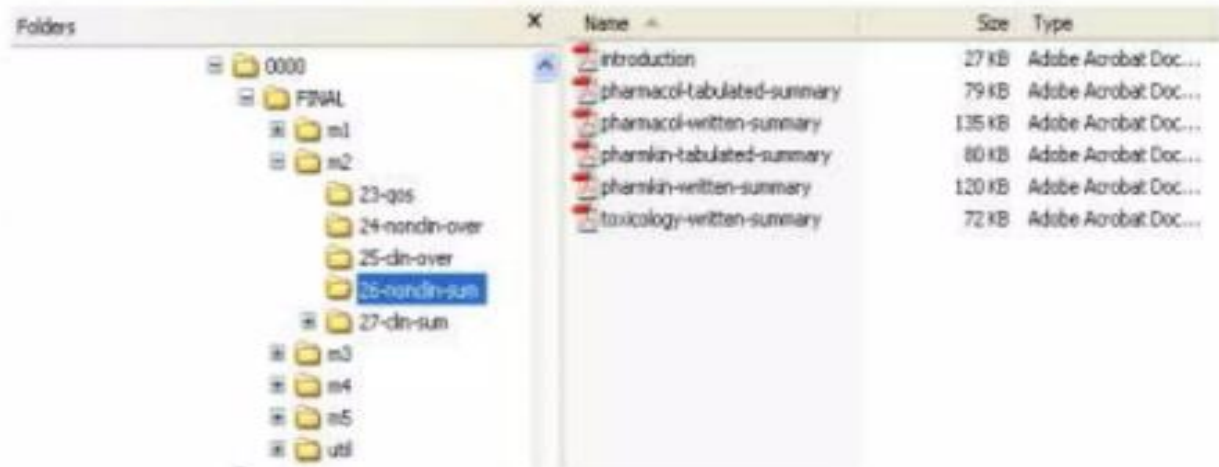 Folders
0000
FINAL
m1
m2
23-qos
24-nonclin-over
25-clin-over
26-nonclin-sum
27-clin-sum
m3
m4
m5
util
Name Size Type
introduction 27 KB Adobe Acrobat Doc...
pharmacol-tabulated-summary 79 KB Adobe Acrobat Doc...
pharmacol-written-summary 135 KB Adobe Acrobat Doc...
pharmkin-tabulated-summary 80 KB Adobe Acrobat Doc...
pharmkin-written-summary 120 KB Adobe Acrobat Doc...
toxicology-written-summary 72 KB Adobe Acrobat Doc...